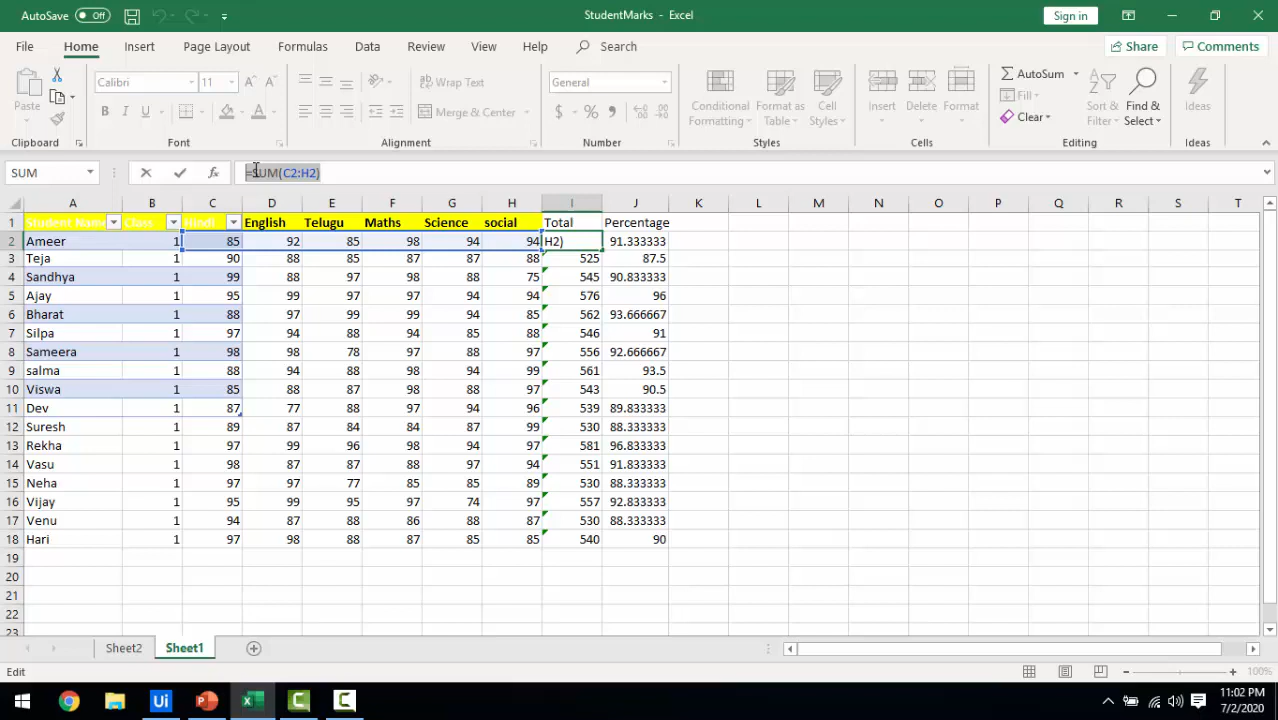 AutoSave Off StudentMarks - Excel Sign in
File Home Insert Page Layout Formulas Data Review View Help Search Share Comments
Paste Calibri 11 Wrap Text General AutoSum
B I U Merge & Center $ % Conditional Formatting Format as Table Cell Styles Insert Delete Format Fill Clear Sort & Filter Find & Select Ideas
Clipboard Font Alignment Number Styles Cells Editing Ideas
SUM fx =SUM(C2:H2)
A B C D E F G H I J K L M N O P Q R S T
1 Student Name Class Hindi English Telugu Maths Science social Total Percentage
2 Ameer 1 85 92 85 98 94 94 H2) 91.333333
3 Teja 1 90 88 85 87 87 88 525 87.5
4 Sandhya 1 99 88 97 98 88 75 545 90.833333
5 Ajay 1 95 99 97 97 94 94 576 96
6 Bharat 1 88 97 99 99 94 85 562 93.666667
7 Silpa 1 97 94 88 94 85 88 546 91
8 Sameera 1 98 98 78 97 88 97 556 92.666667
9 salma 1 88 94 88 98 94 99 561 93.5
10 Viswa 1 85 88 87 98 88 97 543 90.5
11 Dev 1 87 77 88 97 94 96 539 89.833333
12 Suresh 1 89 87 84 84 87 99 530 88.333333
13 Rekha 1 97 99 96 98 94 97 581 96.833333
14 Vasu 1 98 87 87 88 97 94 551 91.833333
15 Neha 1 97 97 77 85 85 89 530 88.333333
16 Vijay 1 95 99 95 97 74 97 557 92.833333
17 Venu 1 94 87 88 86 88 87 530 88.333333
18 Hari 1 97 98 88 87 85 85 540 90
19
20
21
22
23
Sheet2 Sheet1
Edit 100%
Ui 11:02 PM
7/2/2020